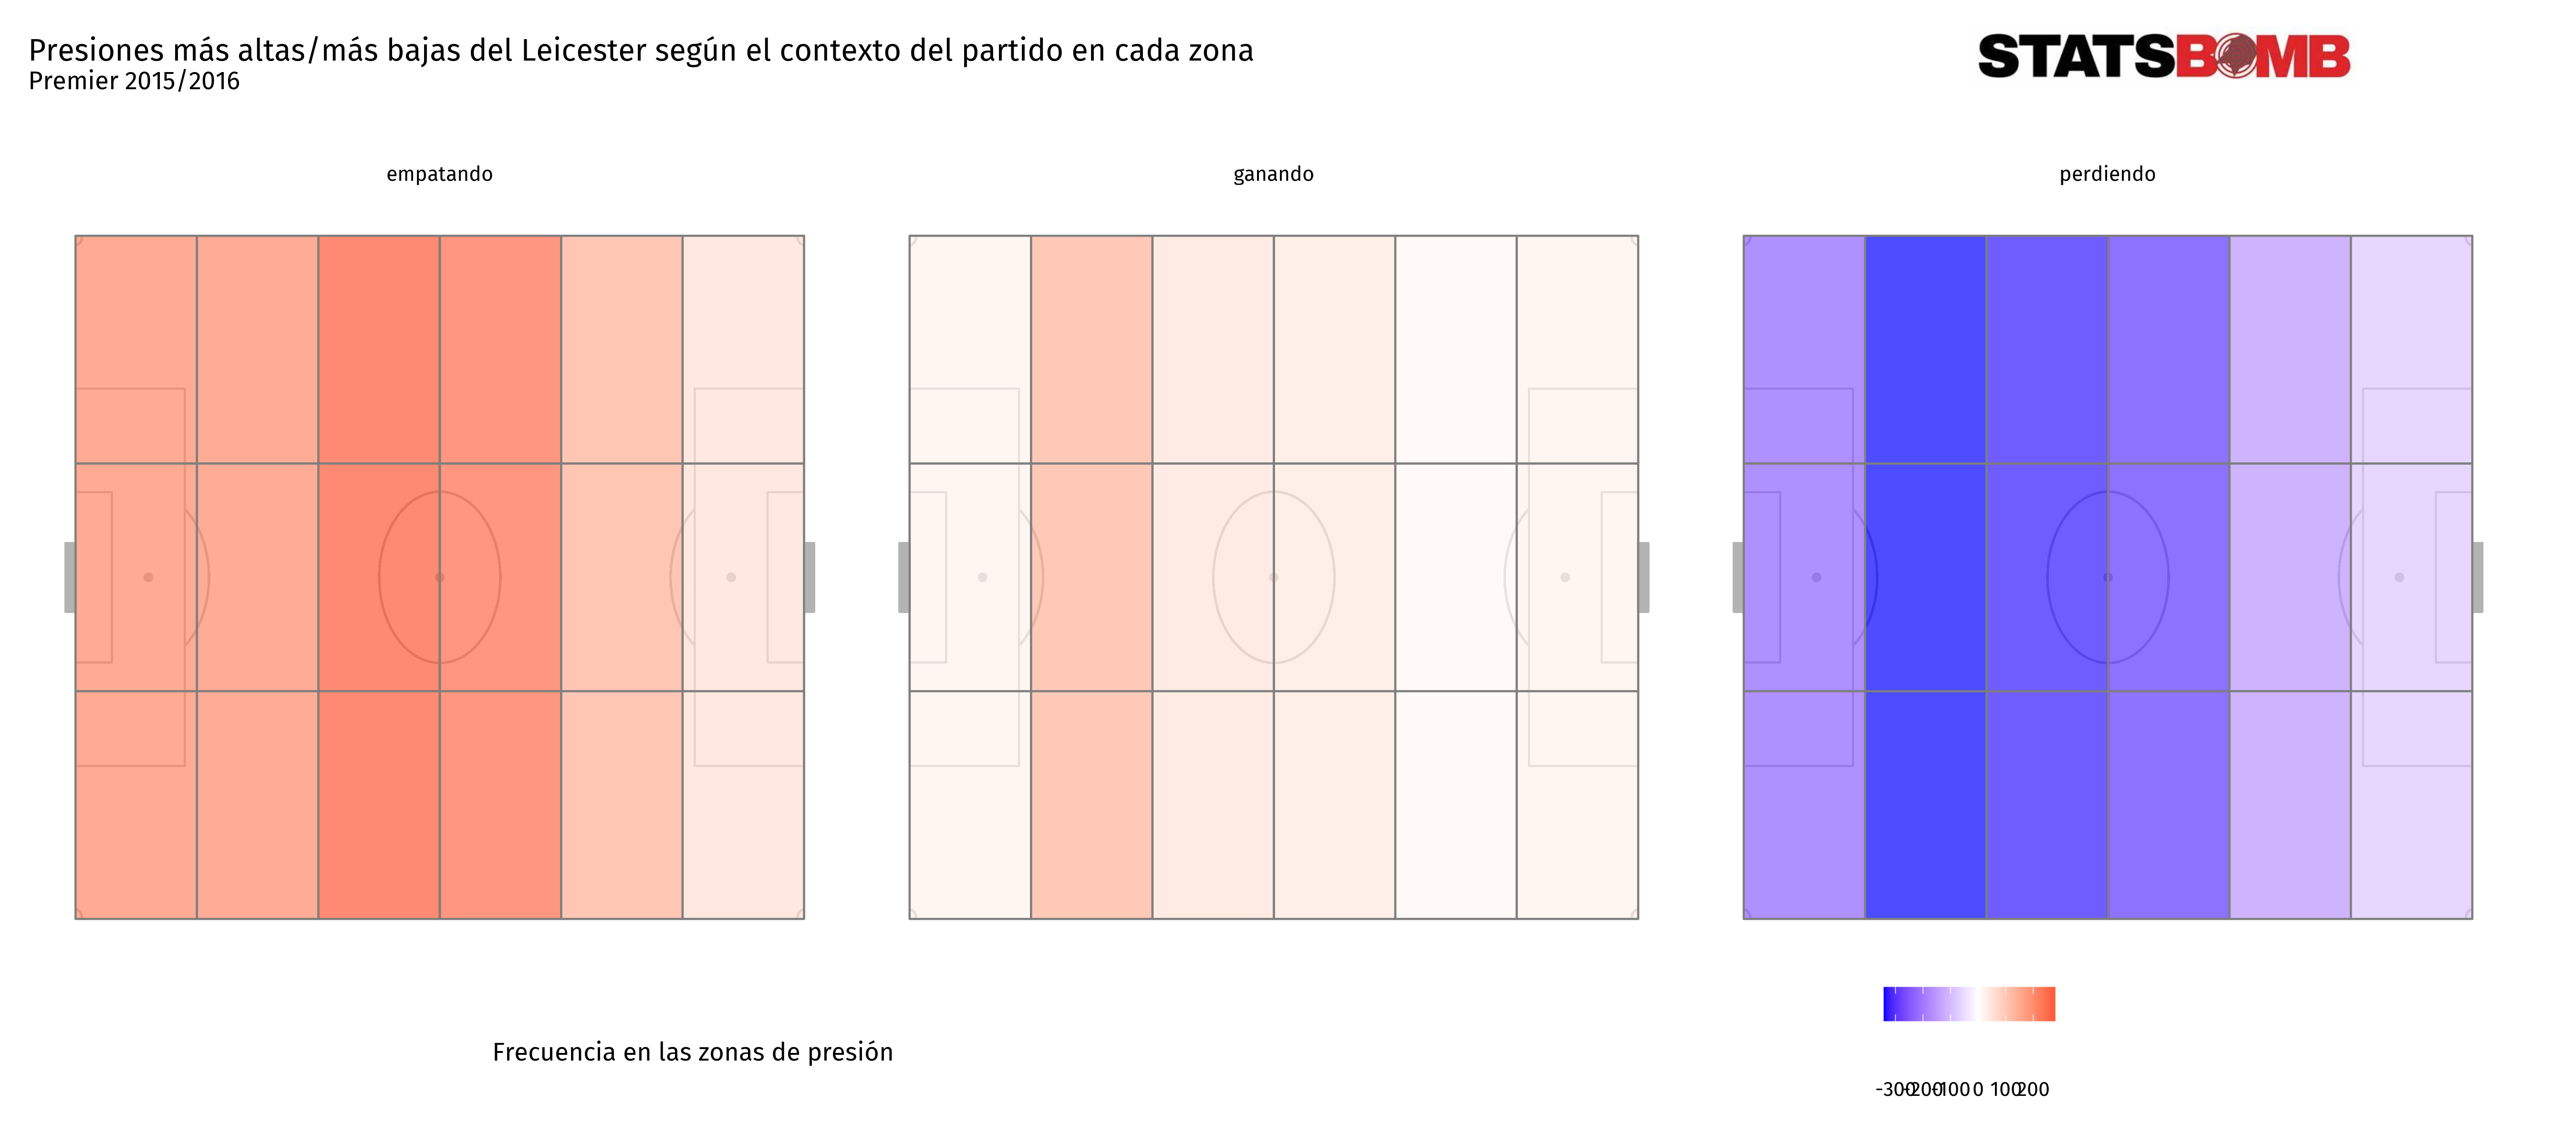 Presiones más altas/más bajas del Leicester según el contexto del partido en cada zona
Premier 2015/2016
STATSBOMB
empatando ganando perdiendo
Frecuencia en las zonas de presión
-300 -200 -100 0 100 200